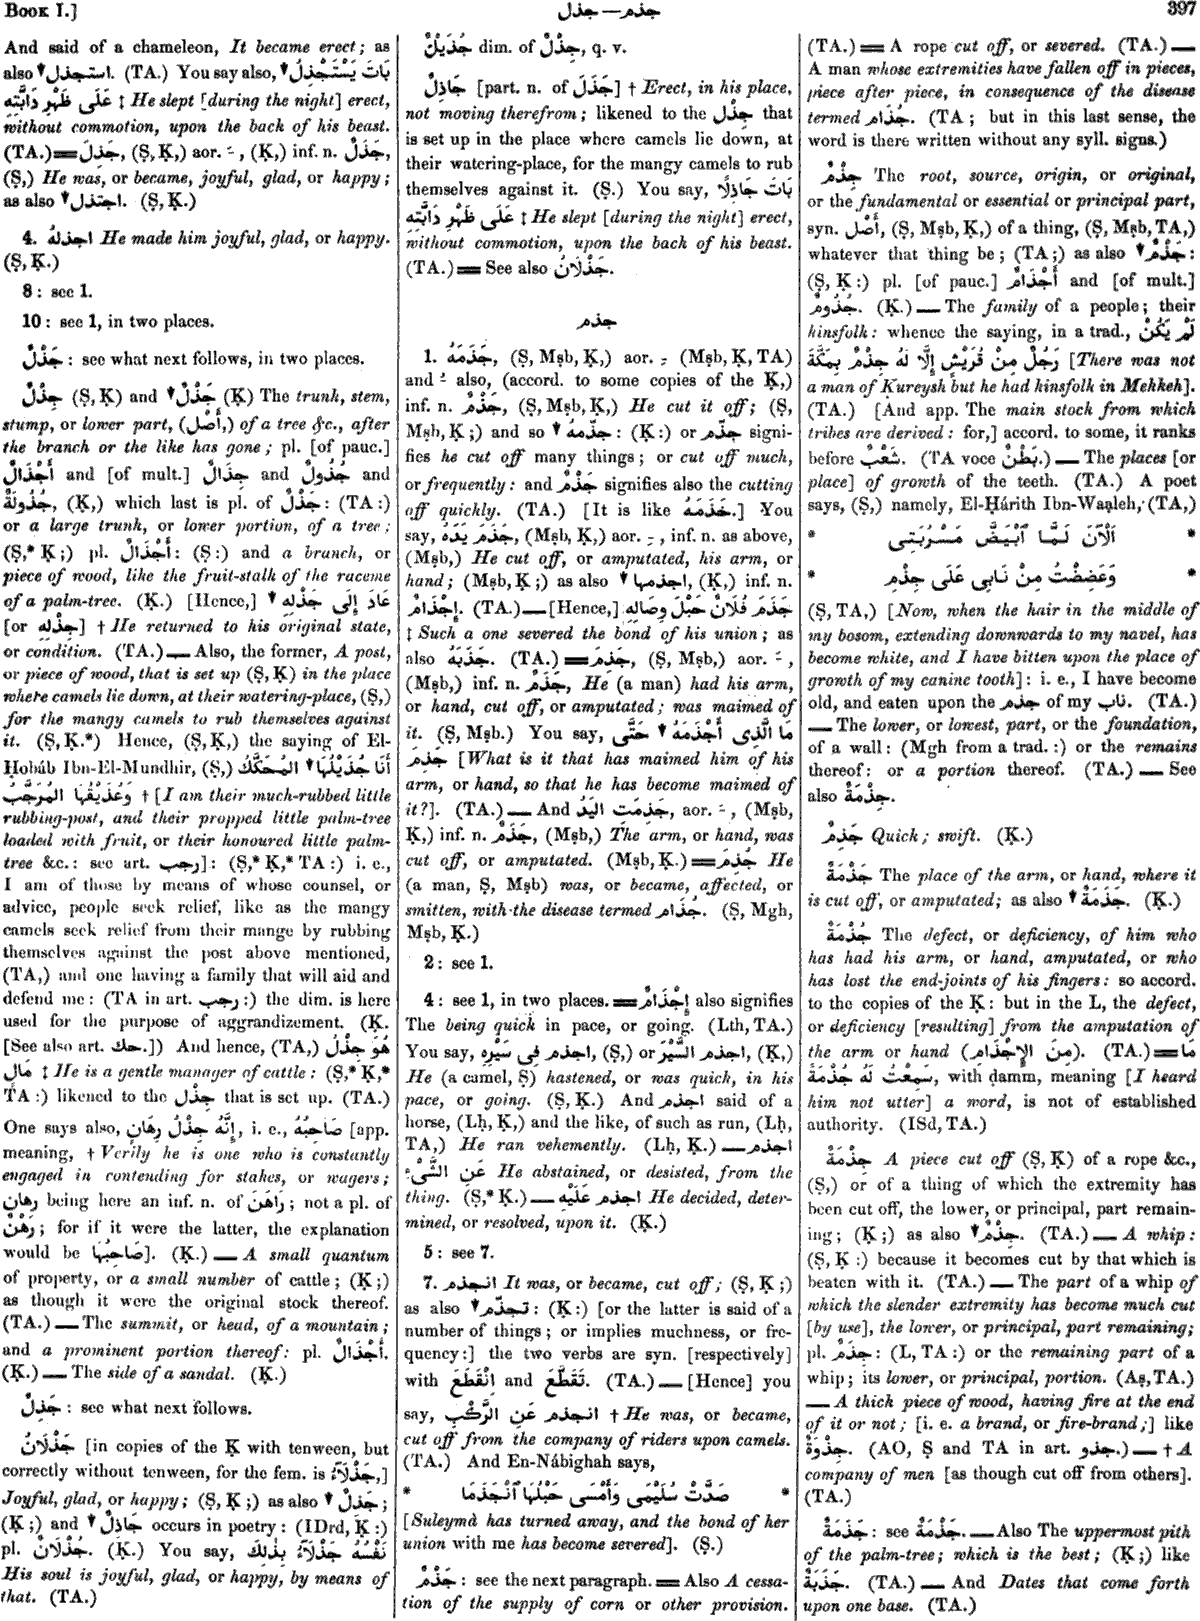 Book I.]
جذل—جذم
397
And said of a chameleon, It became erect; as
also ▼استجذل. (TA.) You say also, ▼بَاتَ يَسْتَجْذِلُ
عَلَى ظَهْرِ دَابَّتِهِ ‡ He slept [during the night] erect,
without commotion, upon the back of his beast.
(TA.)═جَذِلَ, (Ṣ, Ḳ,) aor. ـَ, (Ḳ,) inf. n. جَذَلٌ,
(Ṣ,) He was, or became, joyful, glad, or happy;
as also ▼اجتذل. (Ṣ, Ḳ.)
4. اجذلهُ He made him joyful, glad, or happy.
(Ṣ, Ḳ.)
8: see 1.
10: see 1, in two places.
جَذْلٌ: see what next follows, in two places.
جِذْلٌ (Ṣ, Ḳ) and ▼جَذْلٌ (Ḳ) The trunk, stem,
stump, or lower part, (أَصْل,) of a tree &c., after
the branch or the like has gone; pl. [of pauc.]
أَجْذَالٌ and [of mult.] جِذَالٌ and جُذُولٌ and
جُذُولَةٌ, (Ḳ,) which last is pl. of جَذْلٌ: (TA:)
or a large trunk, or lower portion, of a tree;
(Ṣ,* Ḳ;) pl. أَجْذَالٌ: (Ṣ:) and a branch, or
piece of wood, like the fruit-stalk of the raceme
of a palm-tree. (Ḳ.) [Hence,] ▼عَادَ إِلَى جَذْلِهِ
[or جِذْلِهِ] † He returned to his original state,
or condition. (TA.)— Also, the former, A post,
or piece of wood, that is set up (Ṣ, Ḳ) in the place
where camels lie down, at their watering-place, (Ṣ,)
for the mangy camels to rub themselves against
it. (Ṣ, Ḳ.*) Hence, (Ṣ, Ḳ,) the saying of El-
Ḥobáb Ibn-El-Mundhir, (Ṣ,) أَنَا جُذَيْلُهَا▼ المُحَكَّكُ
وَعُذَيْقُهَا المُرَجَّبُ † [I am their much-rubbed little
rubbing-post, and their propped little palm-tree
loaded with fruit, or their honoured little palm-
tree &c.: see art. رجب]: (Ṣ,* Ḳ,* TA:) i. e.,
I am of those by means of whose counsel, or
advice, people seek relief, like as the mangy
camels seek relief from their mange by rubbing
themselves against the post above mentioned,
(TA,) and one having a family that will aid and
defend me: (TA in art. رجب:) the dim. is here
used for the purpose of aggrandizement. (Ḳ.
[See also art. حك.]) And hence, (TA,) هُوَ جِذْلُ
مَالٍ ‡ He is a gentle manager of cattle: (Ṣ,* Ḳ,*
TA:) likened to the جِذْل that is set up. (TA.)
One says also, إِنَّهُ جِذْلُ رِهَانٍ, i. e., صَاحِبُهُ [app.
meaning, † Verily he is one who is constantly
engaged in contending for stakes, or wagers;
رهان being here an inf. n. of رَاهَنَ; not a pl. of
رَهْنٌ; for if it were the latter, the explanation
would be صَاحِبُهَا]. (Ḳ.)— A small quantum
of property, or a small number of cattle; (Ḳ;)
as though it were the original stock thereof.
(TA.)— The summit, or head, of a mountain;
and a prominent portion thereof: pl. أَجْذَالٌ.
(Ḳ.)— The side of a sandal. (Ḳ.)
جَذِلٌ: see what next follows.
جَذْلَانُ [in copies of the Ḳ with tenween, but
correctly without tenween, for the fem. is جَذْلَآءُ,]
Joyful, glad, or happy; (Ṣ, Ḳ;) as also ▼جَذِلٌ;
(Ḳ;) and ▼جَاذِلٌ occurs in poetry: (IDrd, Ḳ:)
pl. جُذْلَانٌ. (Ḳ.) You say, نَفْسُهُ جَذْلَآءُ بِذٰلِكَ
His soul is joyful, glad, or happy, by means of
that. (TA.)
جُذَيْلٌ dim. of جِذْلٌ, q. v.
جَاذِلٌ [part. n. of جَذَلَ] † Erect, in his place,
not moving therefrom; likened to the جِذْل that
is set up in the place where camels lie down, at
their watering-place, for the mangy camels to rub
themselves against it. (Ṣ.) You say, بَاتَ جَاذِلًا
عَلَى ظَهْرِ دَابَّتِهِ ‡ He slept [during the night] erect,
without commotion, upon the back of his beast.
(TA.)═See also جَذْلَانُ.
جذم
1. جَذَمَهُ, (Ṣ, Mṣb, Ḳ,) aor. ـِ (Mṣb, Ḳ, TA)
and ـُ also, (accord. to some copies of the Ḳ,)
inf. n. جَذْمٌ, (Ṣ, Mṣb, Ḳ,) He cut it off; (Ṣ,
Mṣb, Ḳ;) and so ▼جذّمهُ: (Ḳ:) or جذّم signi-
fies he cut off many things; or cut off much,
or frequently: and جَذْمٌ signifies also the cutting
off quickly. (TA.) [It is like خَذَمَهُ.] You
say, جَذَمَ يَدَهُ, (Mṣb, Ḳ,) aor. ـِ, inf. n. as above,
(Mṣb,) He cut off, or amputated, his arm, or
hand; (Mṣb, Ḳ;) as also ▼اجذمها, (Ḳ,) inf. n.
إِجْذَامٌ. (TA.)—[Hence,] جَذَمَ فُلَانٌ حَبْلَ وِصَالِهِ
‡ Such a one severed the bond of his union; as
also جَذَبَهُ. (TA.)═جَذِمَ, (Ṣ, Mṣb,) aor. ـَ,
(Mṣb,) inf. n. جَذَمٌ, He (a man) had his arm,
or hand, cut off, or amputated; was maimed of
it. (Ṣ, Mṣb.) You say, مَا الَّذِى أَجْذَمَهُ▼ حَتَّى
جَذِمَ [What is it that has maimed him of his
arm, or hand, so that he has become maimed of
it?]. (TA.)— And جَذِمَتِ اليَدُ, aor. ـَ, (Mṣb,
Ḳ,) inf. n. جَذَمٌ, (Mṣb,) The arm, or hand, was
cut off, or amputated. (Mṣb, Ḳ.)═جُذِمَ He
(a man, Ṣ, Mṣb) was, or became, affected, or
smitten, with the disease termed جُذَام. (Ṣ, Mgh,
Mṣb, Ḳ.)
2: see 1.
4: see 1, in two places.═إِجْذَامٌ also signifies
The being quick in pace, or going. (Lth, TA.)
You say, اجذم فِى سَيْرِهِ, (Ṣ,) or اجذم السَّيْرَ, (Ḳ,)
He (a camel, Ṣ) hastened, or was quick, in his
pace, or going. (Ṣ, Ḳ.) And اجذم said of a
horse, (Lḥ, Ḳ,) and the like, of such as run, (Lḥ,
TA,) He ran vehemently. (Lḥ, Ḳ.)—اجذم
عَنِ الشَّىْءِ He abstained, or desisted, from the
thing. (Ṣ,* Ḳ.)— اجذم عَلَيْهِ He decided, deter-
mined, or resolved, upon it. (Ḳ.)
5: see 7.
7. انجذم It was, or became, cut off; (Ṣ, Ḳ;)
as also ▼تجذّم: (Ḳ:) [or the latter is said of a
number of things; or implies muchness, or fre-
quency:] the two verbs are syn. [respectively]
with انْقَطَعَ and تَقَطَّعَ. (TA.)— [Hence] you
say, انجذم عَنِ الرَّكْبِ † He was, or became,
cut off from the company of riders upon camels.
(TA.) And En-Nábighah says,
* صَدَّتْ سُلَيْمَى وَأَمْسَى حَبْلُهَا ٱنْجَذَمَا *
[Suleymà has turned away, and the bond of her
union with me has become severed]. (Ṣ.)
جَذْمٌ: see the next paragraph.═Also A cessa-
tion of the supply of corn or other provision.
(TA.)═A rope cut off, or severed. (TA.)—
A man whose extremities have fallen off in pieces,
piece after piece, in consequence of the disease
termed جُذَام. (TA; but in this last sense, the
word is there written without any syll. signs.)
جِذْمٌ The root, source, origin, or original,
or the fundamental or essential or principal part,
syn. أَصْل, (Ṣ, Mṣb, Ḳ,) of a thing, (Ṣ, Mṣb, TA,)
whatever that thing be; (TA;) as also ▼جَذْمٌ:
(Ṣ, Ḳ:) pl. [of pauc.] أَجْذَامٌ and [of mult.]
جُذُومٌ. (Ḳ.)— The family of a people; their
kinsfolk: whence the saying, in a trad., لَمْ يَكُنْ
رَجُلٌ مِنْ قُرَيْشٍ إِلَّا لَهُ جِذْمٌ بِمَكَّةَ [There was not
a man of Kureysh but he had kinsfolk in Mekkeh].
(TA.) [And app. The main stock from which
tribes are derived: for,] accord. to some, it ranks
before شَعْبٌ. (TA voce بَطْنٌ.)— The places [or
place] of growth of the teeth. (TA.) A poet
says, (Ṣ,) namely, El-Ḥárith Ibn-Waạleh, (TA,)
* اَلْآنَ لَمَّا ٱبْيَضَّ مَسْرُبَتِى *
* وَعَضِضْتُ مِنْ نَابِى عَلَى جِذْمِ *
(Ṣ, TA,) [Now, when the hair in the middle of
my bosom, extending downwards to my navel, has
become white, and I have bitten upon the place of
growth of my canine tooth]: i. e., I have become
old, and eaten upon the جذم of my ناب. (TA.)
— The lower, or lowest, part, or the foundation,
of a wall: (Mgh from a trad.:) or the remains
thereof: or a portion thereof. (TA.)— See
also جِذْمَةٌ.
جَذِمٌ Quick; swift. (Ḳ.)
جَذْمَةٌ The place of the arm, or hand, where it
is cut off, or amputated; as also ▼جَذَمَةٌ. (Ḳ.)
جُذْمَةٌ The defect, or deficiency, of him who
has had his arm, or hand, amputated, or who
has lost the end-joints of his fingers: so accord.
to the copies of the Ḳ: but in the L, the defect,
or deficiency [resulting] from the amputation of
the arm or hand (مِنَ الإِجْذَامِ). (TA.)═مَا
سَمِعْتُ لَهُ جُذْمَةً, with ḍamm, meaning [I heard
him not utter] a word, is not of established
authority. (ISd, TA.)
جِذْمَةٌ A piece cut off (Ṣ, Ḳ) of a rope &c.,
(Ṣ,) or of a thing of which the extremity has
been cut off, the lower, or principal, part remain-
ing; (Ḳ;) as also ▼جِذْمٌ. (TA.)— A whip:
(Ṣ, Ḳ:) because it becomes cut by that which is
beaten with it. (TA.)— The part of a whip of
which the slender extremity has become much cut
[by use], the lower, or principal, part remaining;
pl. جِذَمٌ: (L, TA:) or the remaining part of a
whip; its lower, or principal, portion. (Aṣ, TA.)
— A thick piece of wood, having fire at the end
of it or not; [i. e. a brand, or fire-brand;] like
جِذْوَةٌ. (AO, Ṣ and TA in art. جذو.)— † A
company of men [as though cut off from others].
(TA.)
جَذَمَةٌ: see جَذْمَةٌ.— Also The uppermost pith
of the palm-tree; which is the best; (Ḳ;) like
جَذَبَةٌ. (TA.)— And Dates that come forth
upon one base. (TA.)